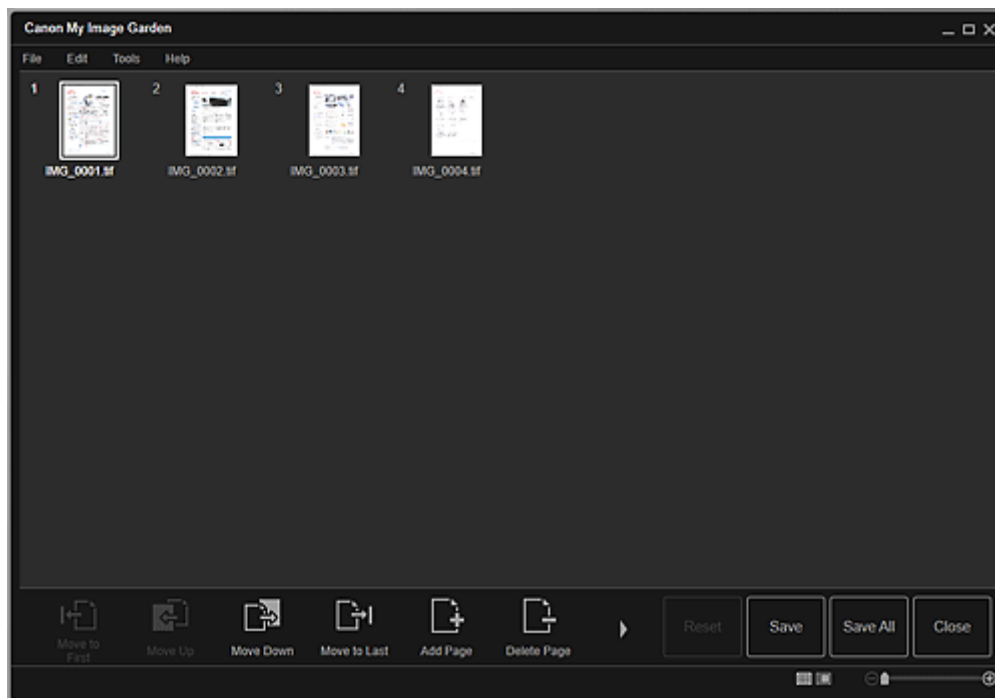 Canon My Image Garden
File Edit Tools Help
1 2 3 4
IMG_0001.tif IMG_0002.tif IMG_0003.tif IMG_0004.tif
Move to First Move Up Move Down Move to Last Add Page Delete Page Reset Save Save All Close